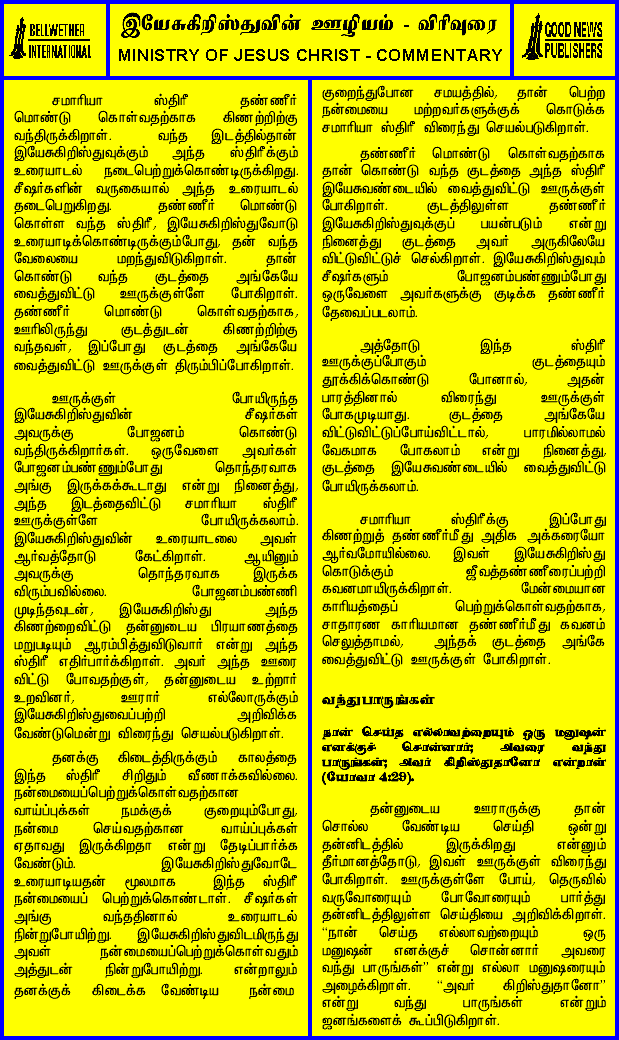 BELLWETHER
INTERNATIONAL
இயேசுகிறிஸ்துவின் ஊழியம் - விரிவுரை
MINISTRY OF JESUS CHRIST - COMMENTARY
GOOD NEWS
PUBLISHERS
சமாரியா ஸ்திரீ தண்ணீர்
மொண்டு கொள்வதற்காக கிணற்றிற்கு
வந்திருக்கிறாள். வந்த இடத்தில்தான்
இயேசுகிறிஸ்துவுக்கும் அந்த ஸ்திரீக்கும்
உரையாடல் நடைபெற்றுக்கொண்டிருக்கிறது.
சீஷர்களின் வருகையால் அந்த உரையாடல்
தடைபெறுகிறது. தண்ணீர் மொண்டு
கொள்ள வந்த ஸ்திரீ, இயேசுகிறிஸ்துவோடு
உரையாடிக்கொண்டிருக்கும்போது, தன் வந்த
வேலையை மறந்துவிடுகிறாள். தான்
கொண்டு வந்த குடத்தை அங்கேயே
வைத்துவிட்டு ஊருக்குள்ளே போகிறாள்.
தண்ணீர் மொண்டு கொள்வதற்காக,
ஊரிலிருந்து குடத்துடன் கிணற்றிற்கு
வந்தவள், இப்போது குடத்தை அங்கேயே
வைத்துவிட்டு ஊருக்குள் திரும்பிப்போகிறாள்.
ஊருக்குள் போயிருந்த
இயேசுகிறிஸ்துவின் சீஷர்கள்
அவருக்கு போஜனம் கொண்டு
வந்திருக்கிறார்கள். ஒருவேளை அவர்கள்
போஜனம்பண்ணும்போது தொந்தரவாக
அங்கு இருக்கக்கூடாது என்று நினைத்து,
அந்த இடத்தைவிட்டு சமாரியா ஸ்திரீ
ஊருக்குள்ளே போயிருக்கலாம்.
இயேசுகிறிஸ்துவின் உரையாடலை அவள்
ஆர்வத்தோடு கேட்கிறாள். ஆயினும்
அவருக்கு தொந்தரவாக இருக்க
விரும்பவில்லை. போஜனம்பண்ணி
முடிந்தவுடன், இயேசுகிறிஸ்து அந்த
கிணற்றைவிட்டு தன்னுடைய பிரயாணத்தை
மறுபடியும் ஆரம்பித்துவிடுவார் என்று அந்த
ஸ்திரீ எதிர்பார்க்கிறாள். அவர் அந்த ஊரை
விட்டு போவதற்குள், தன்னுடைய உற்றார்
உறவினர், ஊரார் எல்லோருக்கும்
இயேசுகிறிஸ்துவைப்பற்றி அறிவிக்க
வேண்டுமென்று விரைந்து செயல்படுகிறாள்.
தனக்கு கிடைத்திருக்கும் காலத்தை
இந்த ஸ்திரீ சிறிதும் வீணாக்கவில்லை.
நன்மையைப்பெற்றுக்கொள்வதற்கான
வாய்ப்புக்கள் நமக்குக் குறையும்போது,
நன்மை செய்வதற்கான வாய்ப்புக்கள்
ஏதாவது இருக்கிறதா என்று தேடிப்பார்க்க
வேண்டும். இயேசுகிறிஸ்துவோடே
உரையாடியதன் மூலமாக இந்த ஸ்திரீ
நன்மையைப் பெற்றுக்கொண்டாள். சீஷர்கள்
அங்கு வந்ததினால் உரையாடல்
நின்றுபோயிற்று. இயேசுகிறிஸ்துவிடமிருந்து
அவள் நன்மையைப்பெற்றுக்கொள்வதும்
அத்துடன் நின்றுபோயிற்று. என்றாலும்
தனக்குக் கிடைக்க வேண்டிய நன்மை
குறைந்துபோன சமயத்தில், தான் பெற்ற
நன்மையை மற்றவர்களுக்குக் கொடுக்க
சமாரியா ஸ்திரீ விரைந்து செயல்படுகிறாள்.
தண்ணீர் மொண்டு கொள்வதற்காக
தான் கொண்டு வந்த குடத்தை அந்த ஸ்திரீ
இயேசுவண்டையில் வைத்துவிட்டு ஊருக்குள்
போகிறாள். குடத்திலுள்ள தண்ணீர்
இயேசுகிறிஸ்துவுக்குப் பயன்படும் என்று
நினைத்து குடத்தை அவர் அருகிலேயே
விட்டுவிட்டுச் செல்கிறாள். இயேசுகிறிஸ்துவும்
சீஷர்களும் போஜனம்பண்ணும்போது
ஒருவேளை அவர்களுக்கு குடிக்க தண்ணீர்
தேவைப்படலாம்.
அத்தோடு இந்த ஸ்திரீ
ஊருக்குப்போகும் குடத்தையும்
தூக்கிக்கொண்டு போனால், அதன்
பாரத்தினால் விரைந்து ஊருக்குள்
போகமுடியாது. குடத்தை அங்கேயே
விட்டுவிட்டுப்போய்விட்டால், பாரமில்லாமல்
வேகமாக போகலாம் என்று நினைத்து,
குடத்தை இயேசுவண்டையில் வைத்துவிட்டு
போயிருக்கலாம்.
சமாரியா ஸ்திரீக்கு இப்போது
கிணற்றுத் தண்ணீர்மீது அதிக அக்கரையோ
ஆர்வமோயில்லை. இவள் இயேசுகிறிஸ்து
கொடுக்கும் ஜீவத்தண்ணீரைப்பற்றி
கவனமாயிருக்கிறாள். மேன்மையான
காரியத்தைப் பெற்றுக்கொள்வதற்காக,
சாதாரண காரியமான தண்ணீர்மீது கவனம்
செலுத்தாமல், அந்தக் குடத்தை அங்கே
வைத்துவிட்டு ஊருக்குள் போகிறாள்.
வந்துபாருங்கள்
நான் செய்த எல்லாவற்றையும் ஒரு மனுஷன்
எனக்குச் சொன்னார்; அவரை வந்து
பாருங்கள்; அவர் கிறிஸ்துதானோ என்றாள்
(யோவா 4:29).
தன்னுடைய ஊராருக்கு தான்
சொல்ல வேண்டிய செய்தி ஒன்று
தன்னிடத்தில் இருக்கிறது என்னும்
தீர்மானத்தோடு, இவள் ஊருக்குள் விரைந்து
போகிறாள். ஊருக்குள்ளே போய், தெருவில்
வருவோரையும் போவோரையும் பார்த்து
தன்னிடத்திலுள்ள செய்தியை அறிவிக்கிறாள்.
“நான் செய்த எல்லாவற்றையும் ஒரு
மனுஷன் எனக்குச் சொன்னார் அவரை
வந்து பாருங்கள்” என்று எல்லா மனுஷரையும்
அழைக்கிறாள். “அவர் கிறிஸ்துதானோ”
என்று வந்து பாருங்கள் என்றும்
ஜனங்களைக் கூப்பிடுகிறாள்.